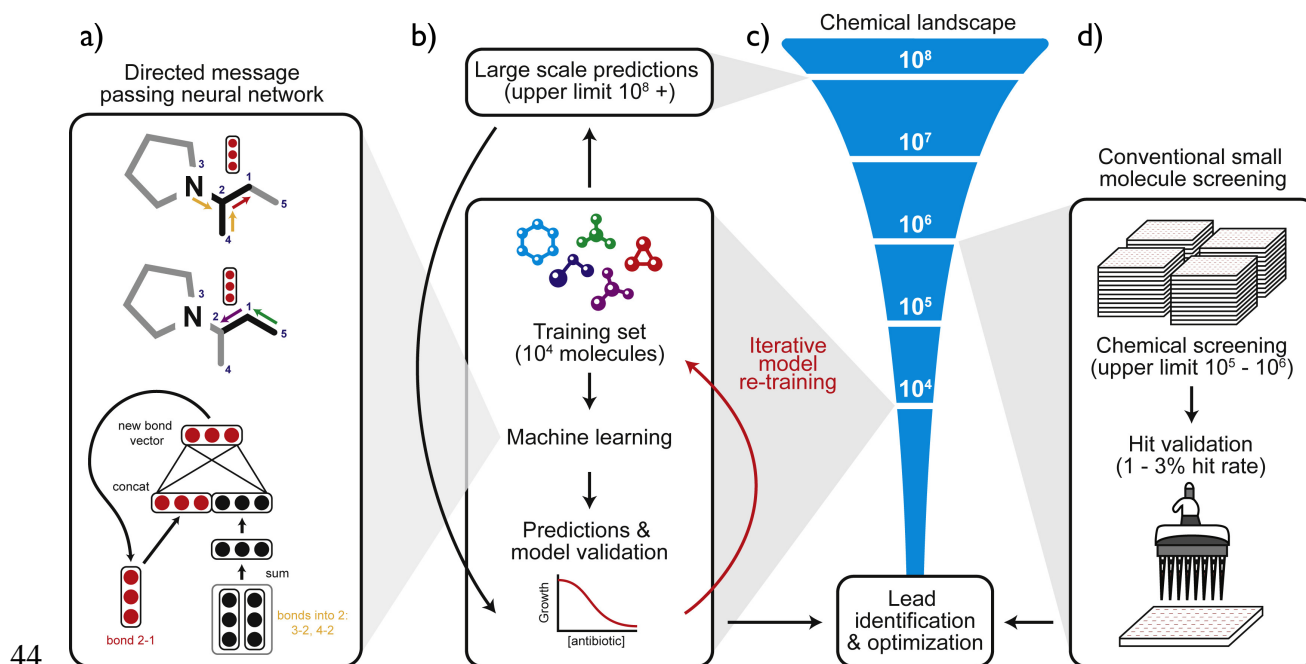 a)
Directed message
passing neural network
3
1
N
2
5
4
3
1
N
2
5
4
new bond
vector
concat
sum
bond 2-1
bonds into 2:
3-2, 4-2
b)
Large scale predictions
(upper limit 10⁸ +)
Training set
(10⁴ molecules)
Machine learning
Predictions &
model validation
Growth
[antibiotic]
Iterative
model
re-training
c)
Chemical landscape
10⁸
10⁷
10⁶
10⁵
10⁴
Lead
identification
& optimization
d)
Conventional small
molecule screening
Chemical screening
(upper limit 10⁵ - 10⁶)
Hit validation
(1 - 3% hit rate)
44